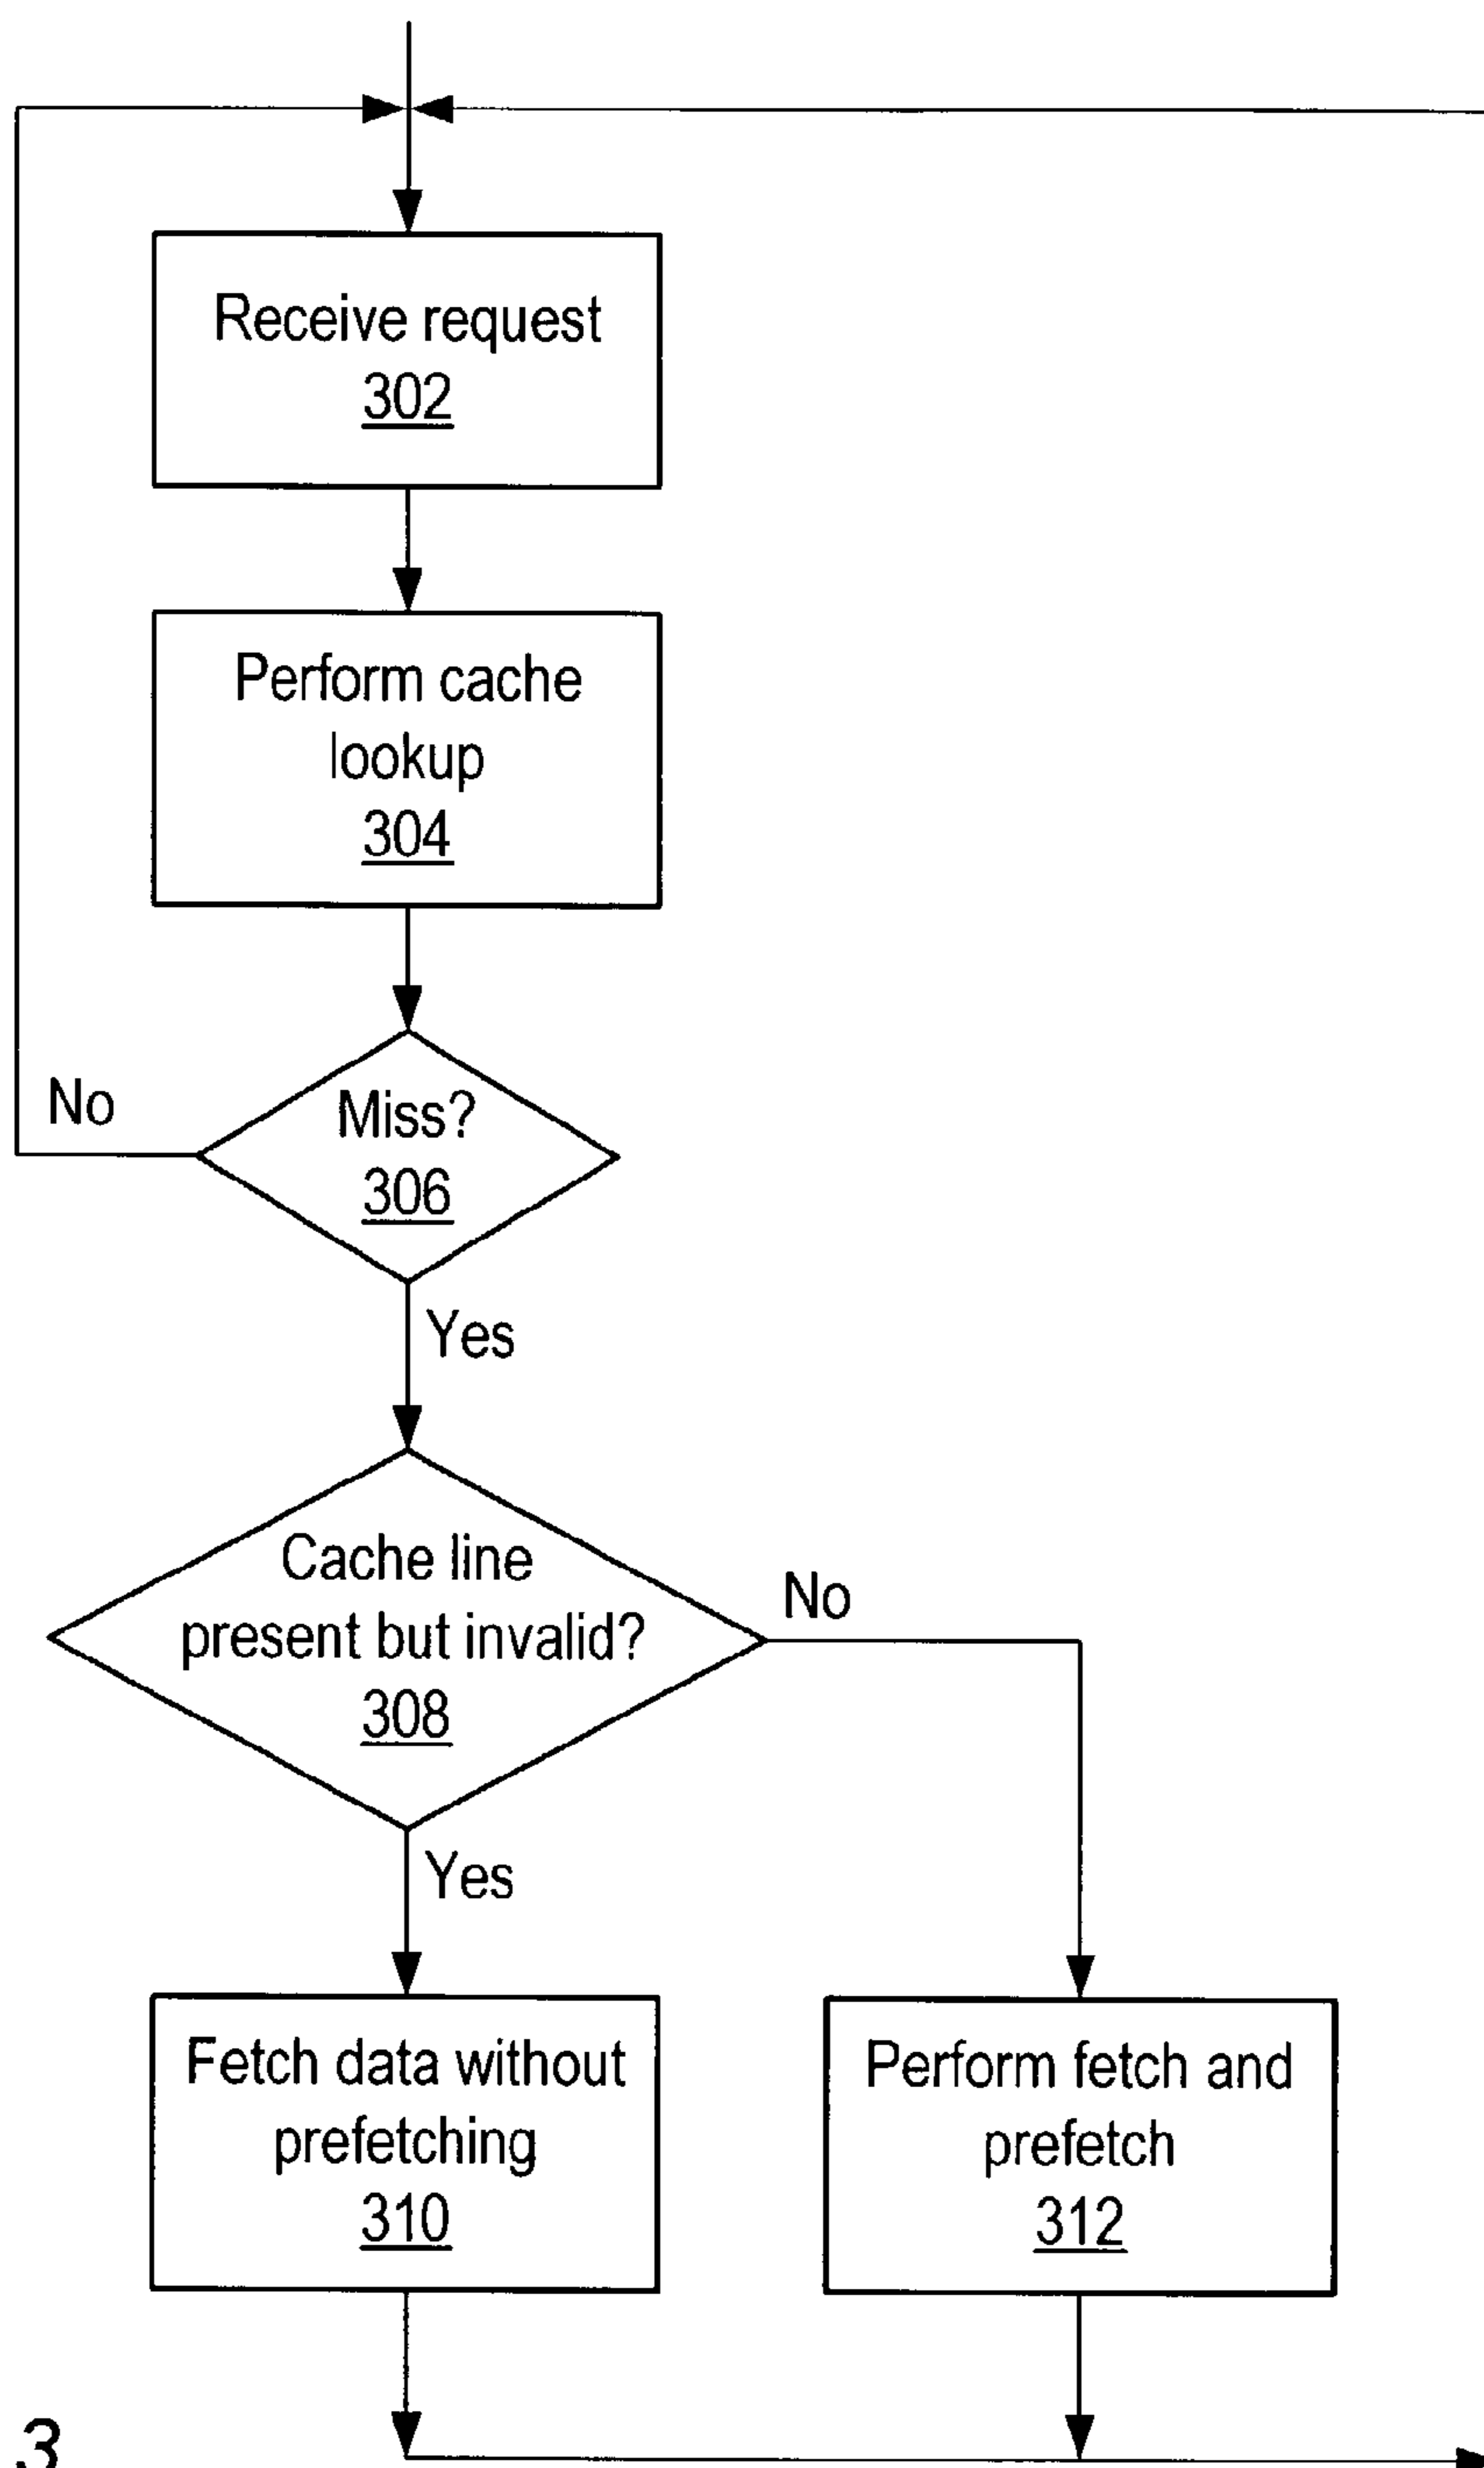 Receive request
302
Perform cache
lookup
304
Miss?
306
No
Yes
Cache line
present but invalid?
308
No
Yes
Fetch data without
prefetching
310
Perform fetch and
prefetch
312
3